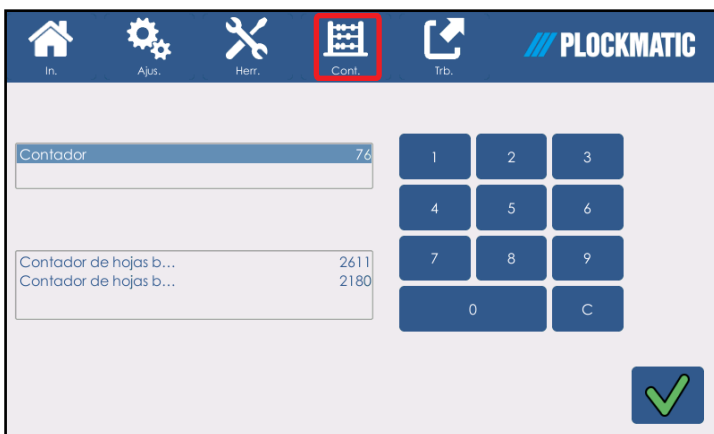 In. Ajus. Herr. Cont. Trb. PLOCKMATIC
Contador 76
Contador de hojas b... 2611
Contador de hojas b... 2180
1 2 3
4 5 6
7 8 9
0 C